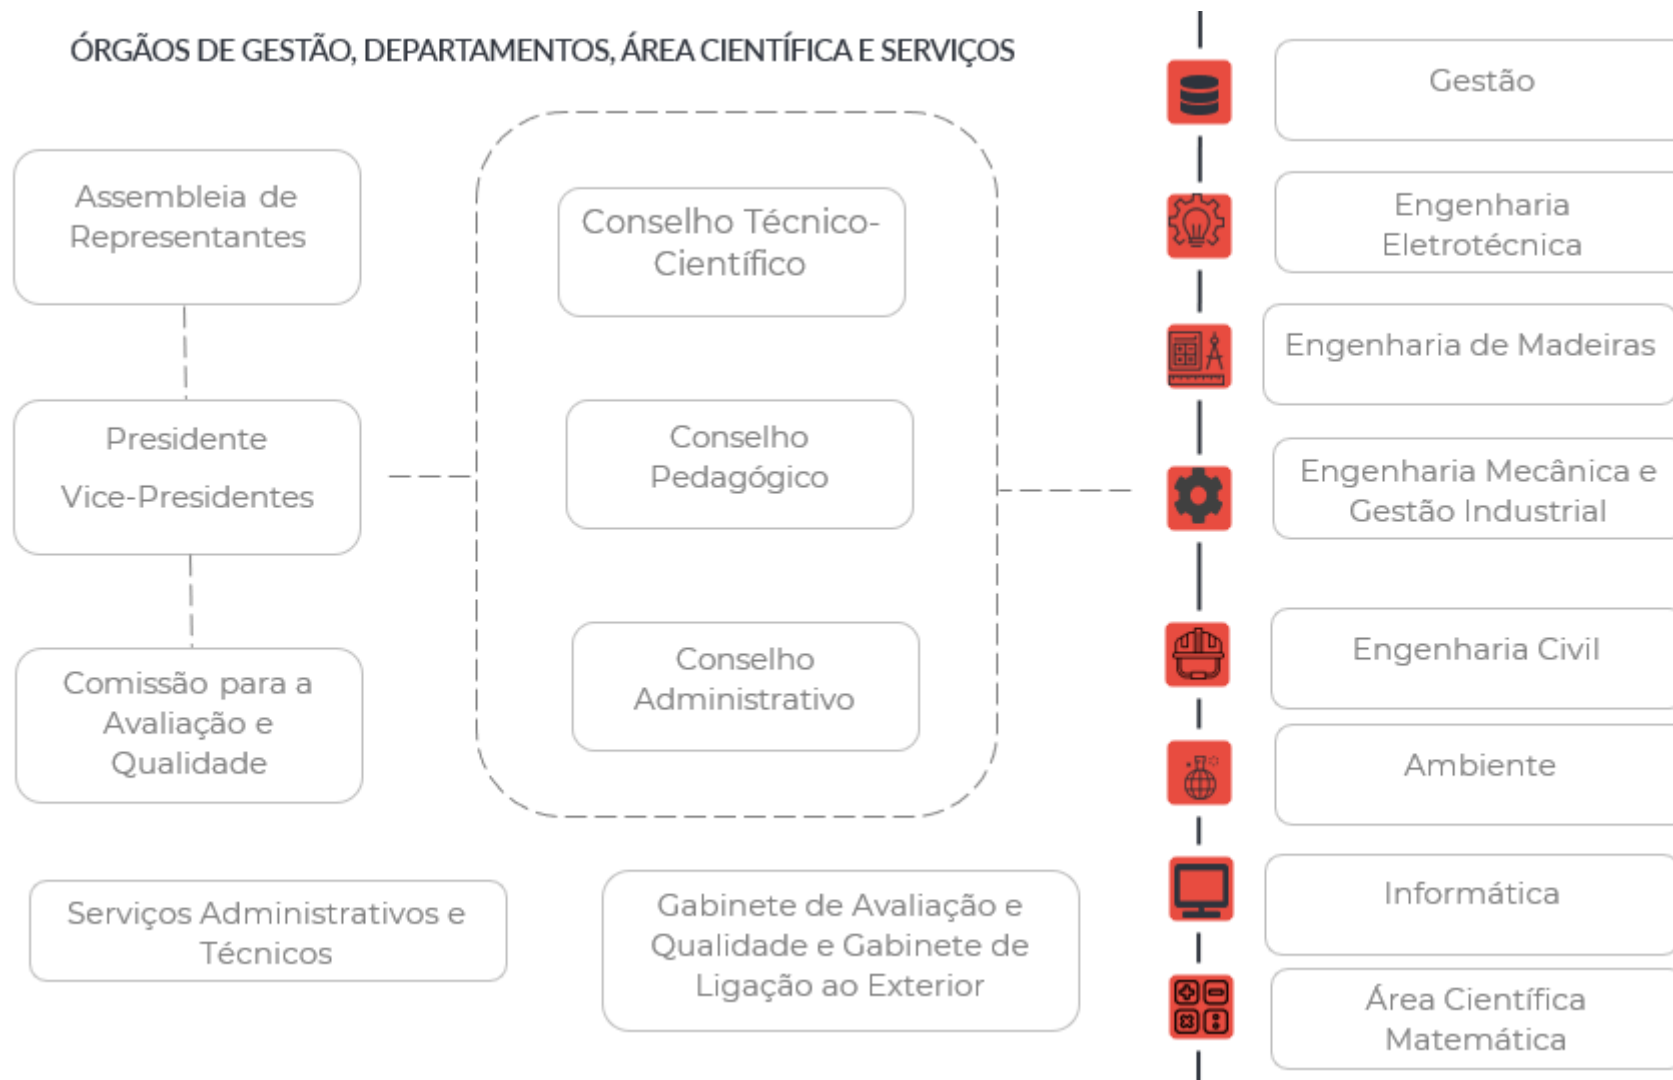 ÓRGÃOS DE GESTÃO, DEPARTAMENTOS, ÁREA CIENTÍFICA E SERVIÇOS
Assembleia de
Representantes
Presidente
Vice-Presidentes
Comissão para a
Avaliação e
Qualidade
Conselho Técnico-
Científico
Conselho
Pedagógico
Conselho
Administrativo
Serviços Administrativos e
Técnicos
Gabinete de Avaliação e
Qualidade e Gabinete de
Ligação ao Exterior
Gestão
Engenharia
Eletrotécnica
Engenharia de Madeiras
Engenharia Mecânica e
Gestão Industrial
Engenharia Civil
Ambiente
Informática
Área Científica
Matemática